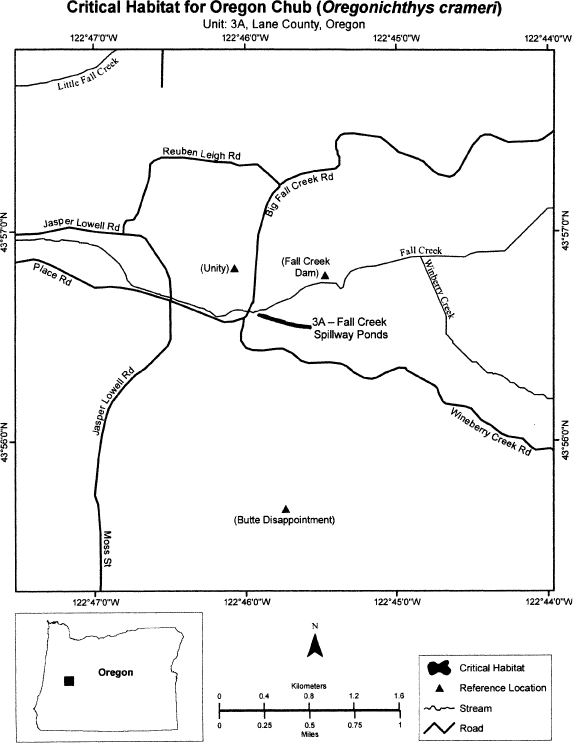 Critical Habitat for Oregon Chub (Oregonichthys crameri)
Unit: 3A, Lane County, Oregon
122°47'0"W 122°46'0"W 122°45'0"W 122°44'0"W
Little Fall Creek
Reuben Leigh Rd
Big Fall Creek Rd
Jasper Lowell Rd
43°57'0"N
43°57'0"N
Fall Creek
(Unity)
(Fall Creek
Dam)
Place Rd
Winberry Creek
3A – Fall Creek
Spillway Ponds
Jasper Lowell Rd
Wineberry Creek Rd
43°56'0"N
43°56'0"N
(Butte Disappointment)
Moss St
122°47'0"W 122°46'0"W 122°45'0"W 122°44'0"W
Oregon
N
Kilometers
0 0.4 0.8 1.2 1.6
0 0.25 0.5 0.75 1
Miles
Critical Habitat
Reference Location
Stream
Road